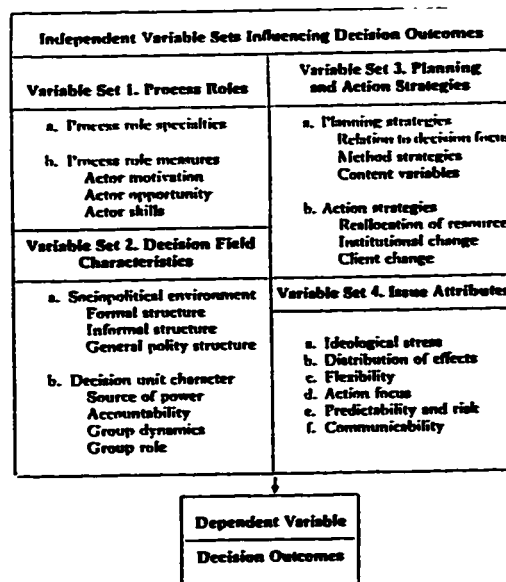 Independent Variable Sets Influencing Decision Outcomes
Variable Set 1. Process Roles
a. Process role specialties
b. Process role measures
Actor motivation
Actor opportunity
Actor skills
Variable Set 2. Decision Field
Characteristics
a. Sociopolitical environment
Formal structure
Informal structure
General polity structure
b. Decision unit character
Source of power
Accountability
Group dynamics
Group role
Variable Set 3. Planning
and Action Strategies
a. Planning strategies
Relation to decision focus
Method strategies
Content variables
b. Action strategies
Reallocation of resource
Institutional change
Client change
Variable Set 4. Issue Attributes
a. Ideological stress
b. Distribution of effects
c. Flexibility
d. Action focus
e. Predictability and risk
f. Communicability
Dependent Variable
Decision Outcomes